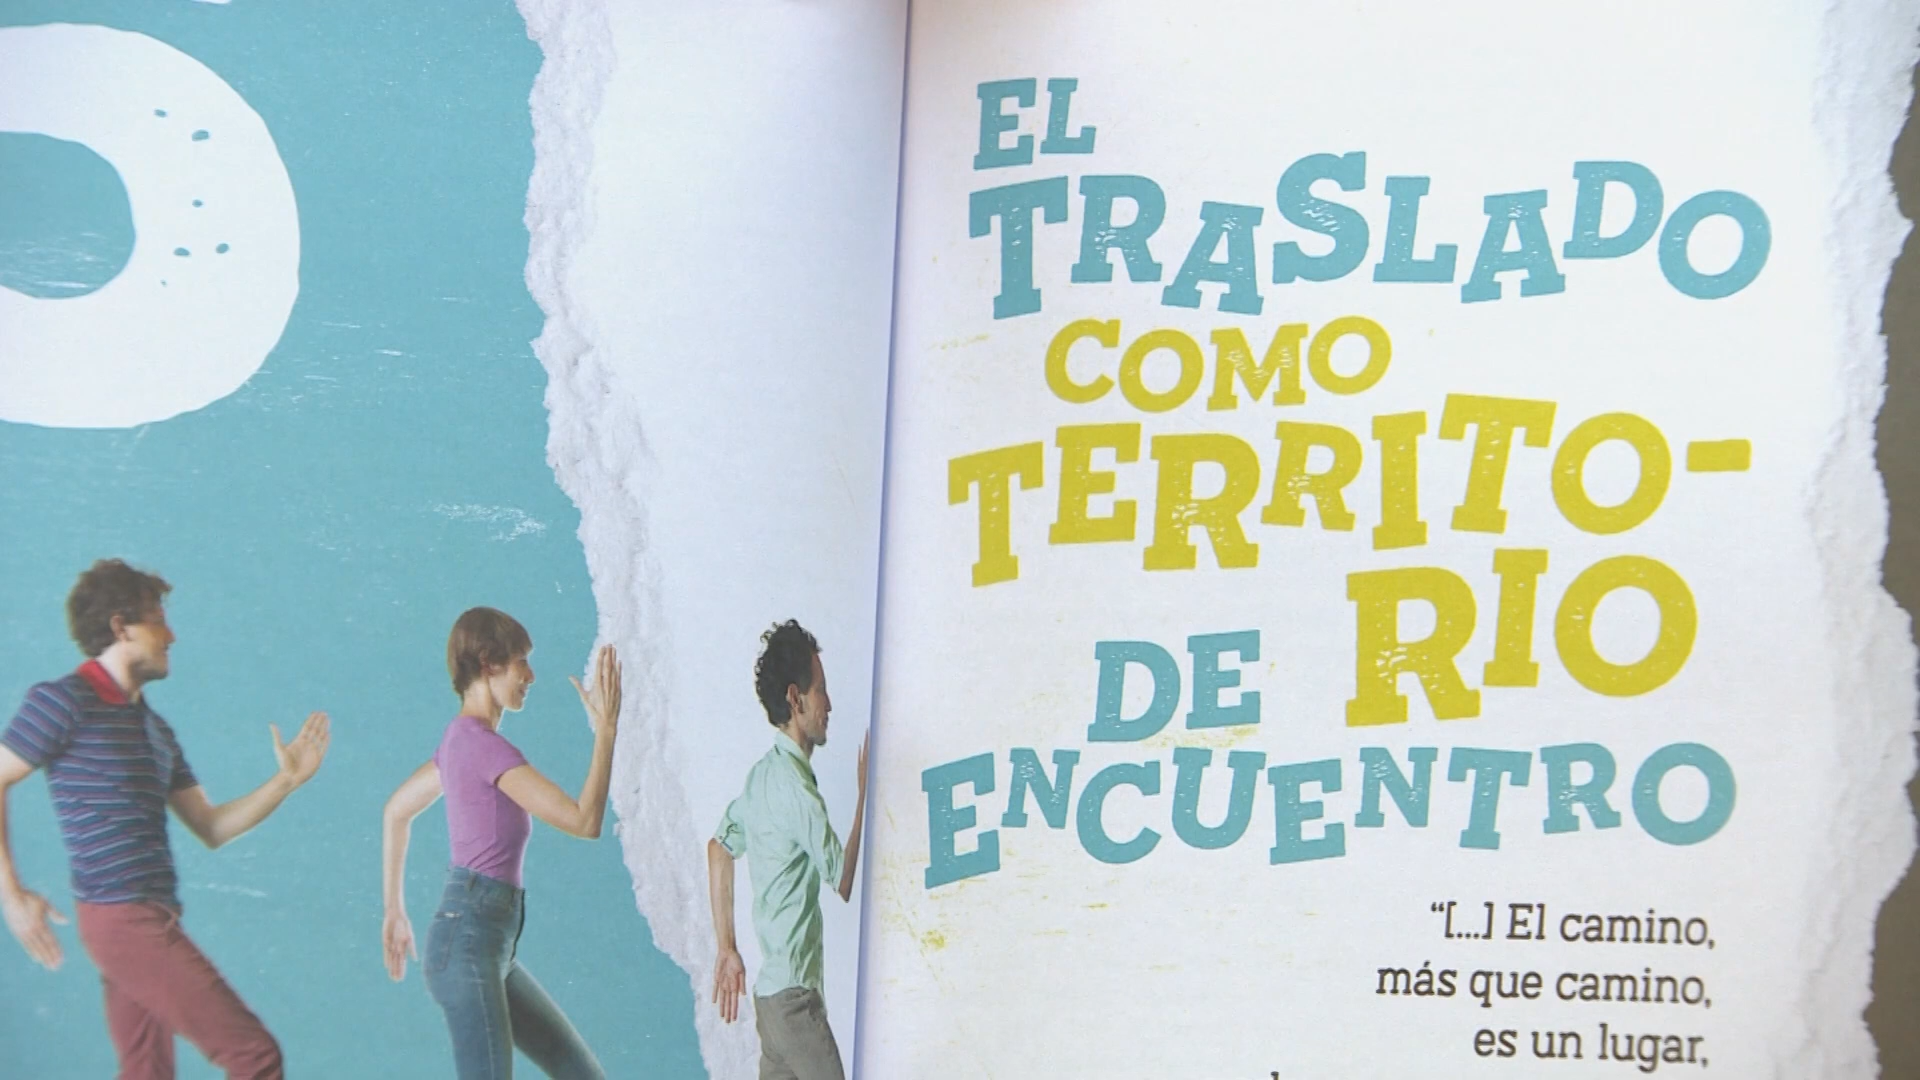 EL
TRASLADO
COMO
TERRITO-
RIO
DE
ENCUENTRO
“[...] El camino,
más que camino,
es un lugar,